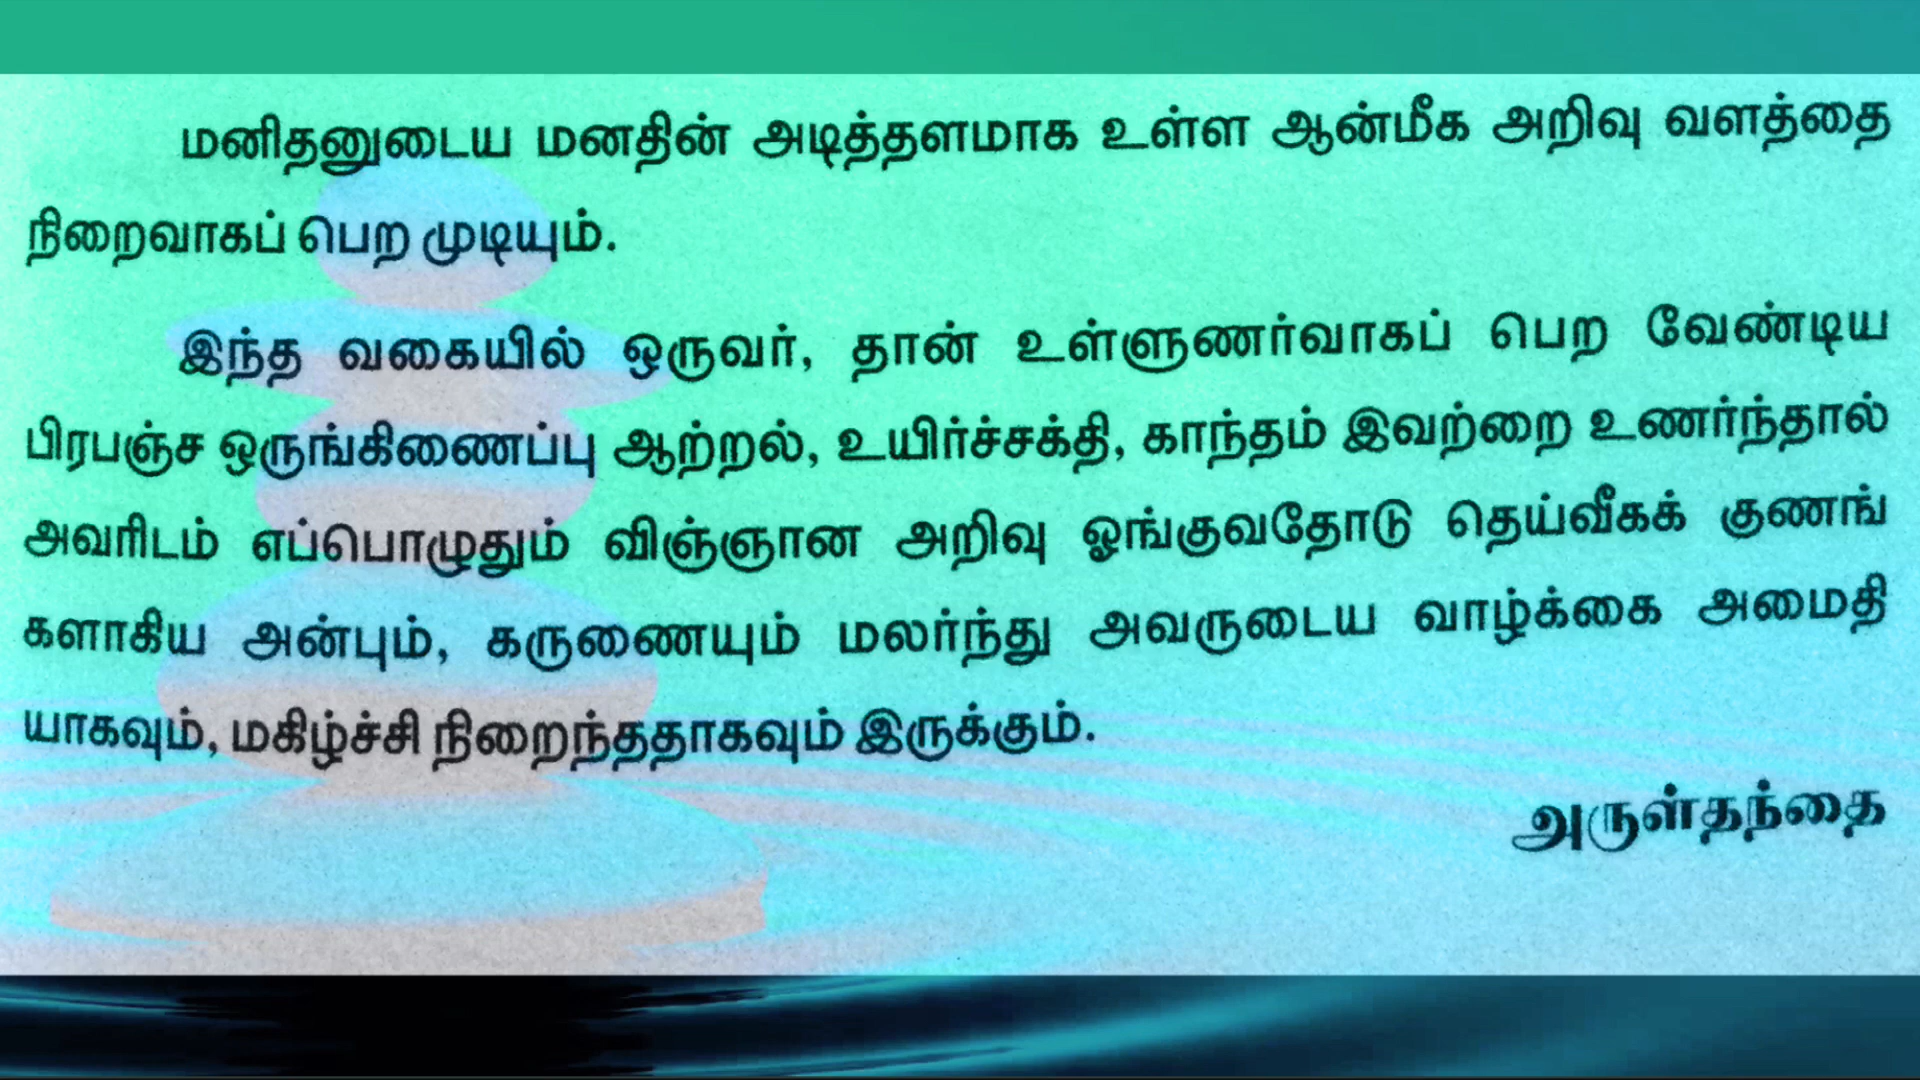 மனிதனுடைய மனதின் அடித்தளமாக உள்ள ஆன்மீக அறிவு வளத்தை
நிறைவாகப் பெற முடியும்.
இந்த வகையில் ஒருவர், தான் உள்ளுணர்வாகப் பெற வேண்டிய
பிரபஞ்ச ஒருங்கிணைப்பு ஆற்றல், உயிர்ச்சக்தி, காந்தம் இவற்றை உணர்ந்தால்
அவரிடம் எப்பொழுதும் விஞ்ஞான அறிவு ஓங்குவதோடு தெய்வீகக் குணங்
களாகிய அன்பும், கருணையும் மலர்ந்து அவருடைய வாழ்க்கை அமைதி
யாகவும், மகிழ்ச்சி நிறைந்ததாகவும் இருக்கும்.
அருள்தந்தை